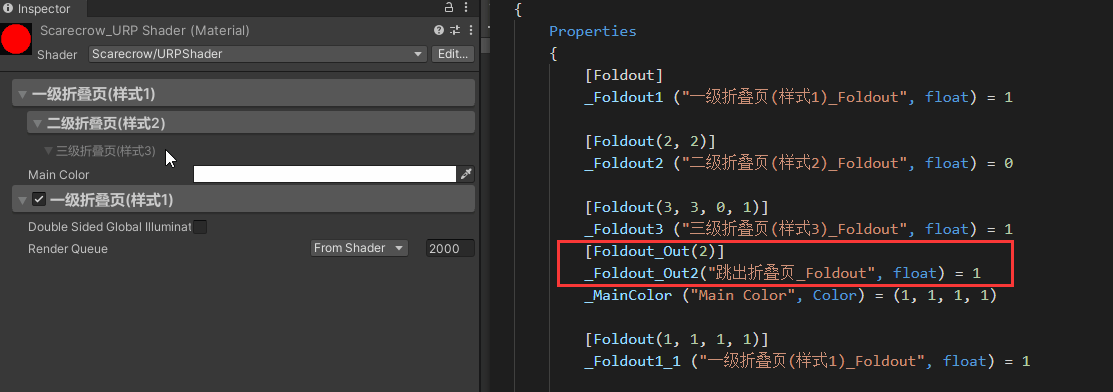 Inspector
Scarecrow_URP Shader (Material)
Shader
Scarecrow/URPShader
Edit...
一级折叠页(样式1)
二级折叠页(样式2)
三级折叠页(样式3)
Main Color
一级折叠页(样式1)
Double Sided Global Illuminat
Render Queue
From Shader
2000
{
Properties
{
[Foldout]
_Foldout1 ("一级折叠页(样式1)_Foldout", float) = 1
[Foldout(2, 2)]
_Foldout2 ("二级折叠页(样式2)_Foldout", float) = 0
[Foldout(3, 3, 0, 1)]
_Foldout3 ("三级折叠页(样式3)_Foldout", float) = 1
[Foldout_Out(2)]
_Foldout_Out2("跳出折叠页_Foldout", float) = 1
_MainColor ("Main Color", Color) = (1, 1, 1, 1)
[Foldout(1, 1, 1, 1)]
_Foldout1_1 ("一级折叠页(样式1)_Foldout", float) = 1